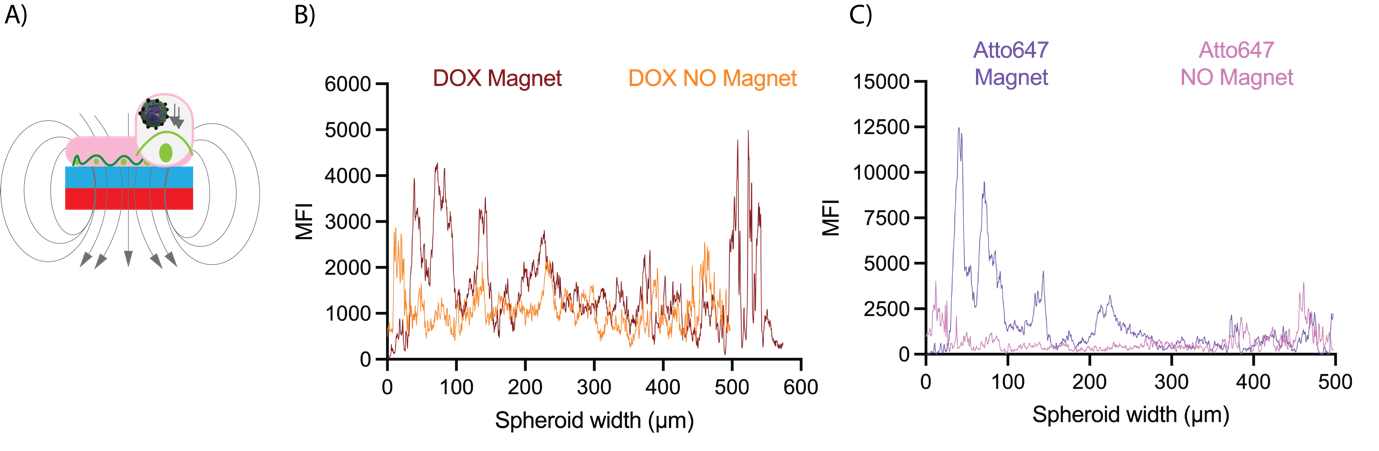 A)
B)
DOX Magnet
DOX NO Magnet
MFI
6000
5000
4000
3000
2000
1000
0
0 100 200 300 400 500 600
Spheroid width (μm)
C)
Atto647
Magnet
Atto647
NO Magnet
MFI
15000
12500
10000
7500
5000
2500
0
0 100 200 300 400 500
Spheroid width (μm)